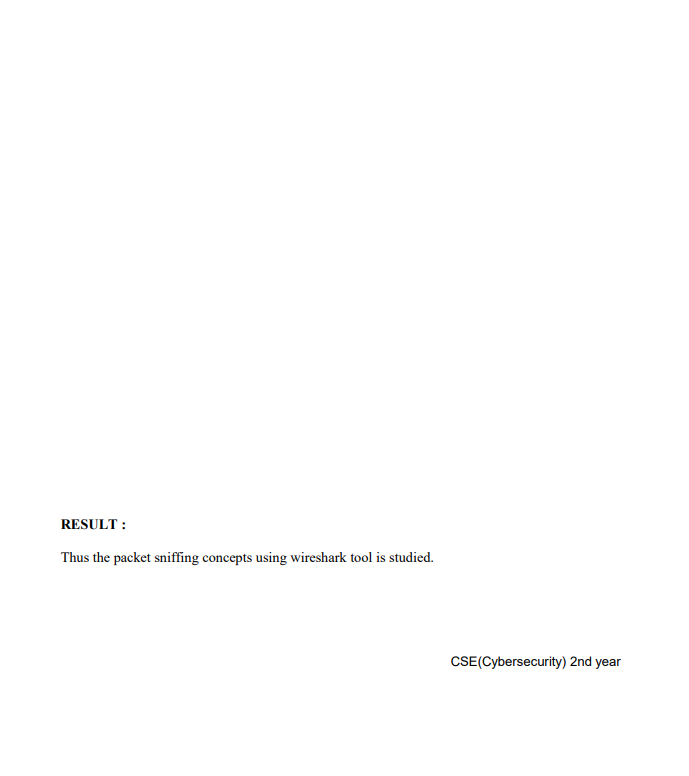 RESULT :
Thus the packet sniffing concepts using wireshark tool is studied.
CSE(Cybersecurity) 2nd year